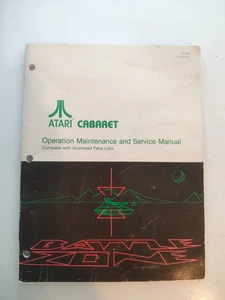 ATARI CABARET
Operation Maintenance and Service Manual
Complete with Illustrated Parts Lists
BATTLE
ZONE